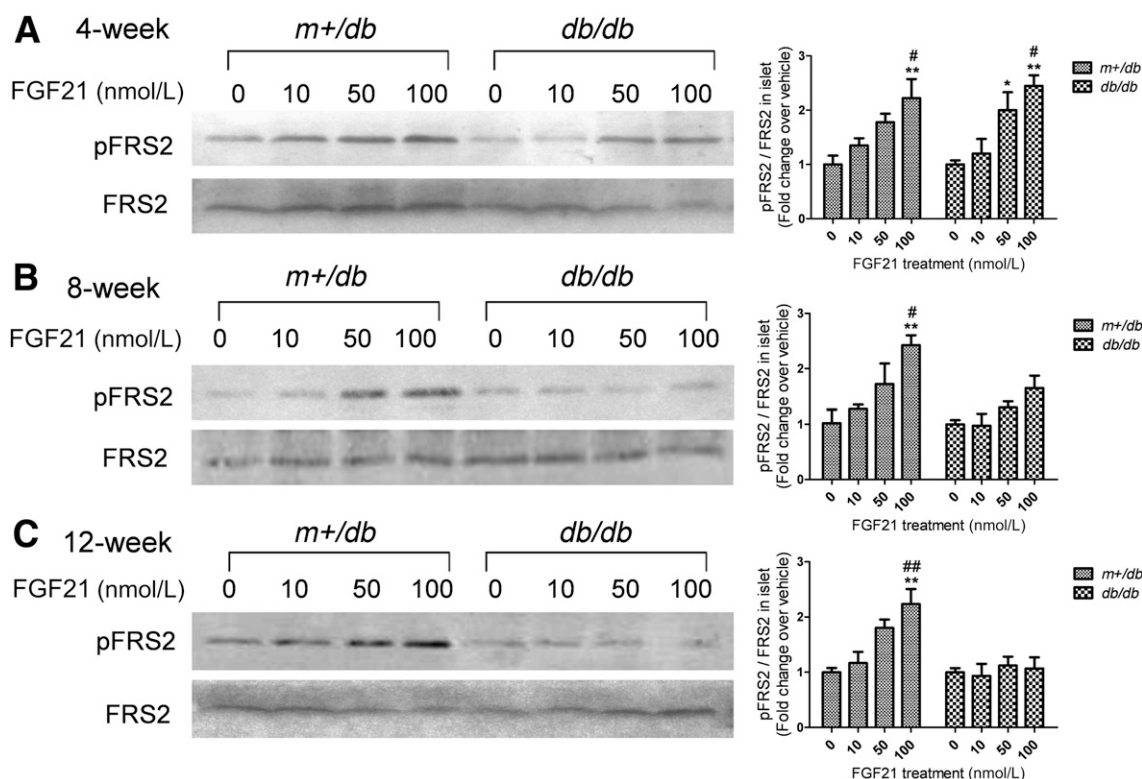 A 4-week m+/db db/db
FGF21 (nmol/L) 0 10 50 100 0 10 50 100
pFRS2
FRS2
pFRS2 / FRS2 in islet
(Fold change over vehicle)
3
2
1
0
#
**
*
#
**
0 10 50 100 0 10 50 100
FGF21 treatment (nmol/L)
m+/db
db/db
B 8-week m+/db db/db
FGF21 (nmol/L) 0 10 50 100 0 10 50 100
pFRS2
FRS2
pFRS2 / FRS2 in islet
(Fold change over vehicle)
3
2
1
0
#
**
0 10 50 100 0 10 50 100
FGF21 treatment (nmol/L)
m+/db
db/db
C 12-week m+/db db/db
FGF21 (nmol/L) 0 10 50 100 0 10 50 100
pFRS2
FRS2
pFRS2 / FRS2 in islet
(Fold change over vehicle)
3
2
1
0
##
**
0 10 50 100 0 10 50 100
FGF21 treatment (nmol/L)
m+/db
db/db